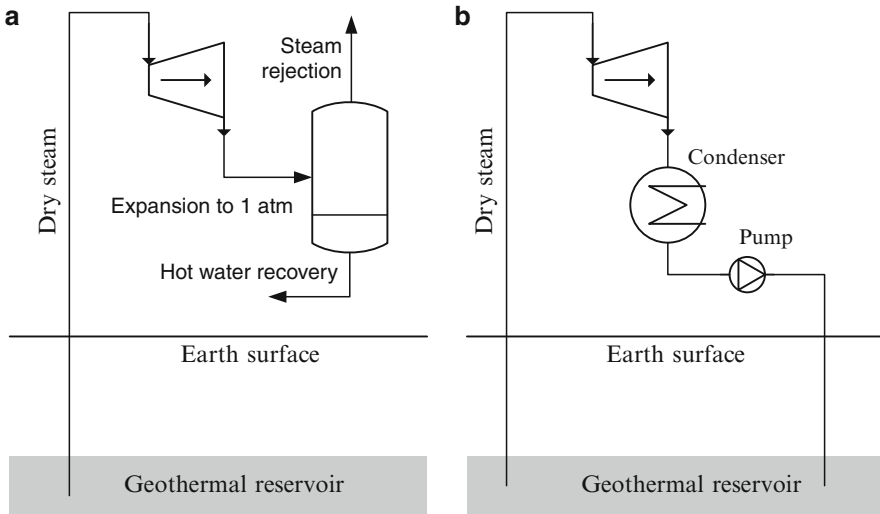 a
Steam
rejection
Dry steam
Expansion to 1 atm
Hot water recovery
Earth surface
Geothermal reservoir
b
Dry steam
Condenser
Pump
Earth surface
Geothermal reservoir